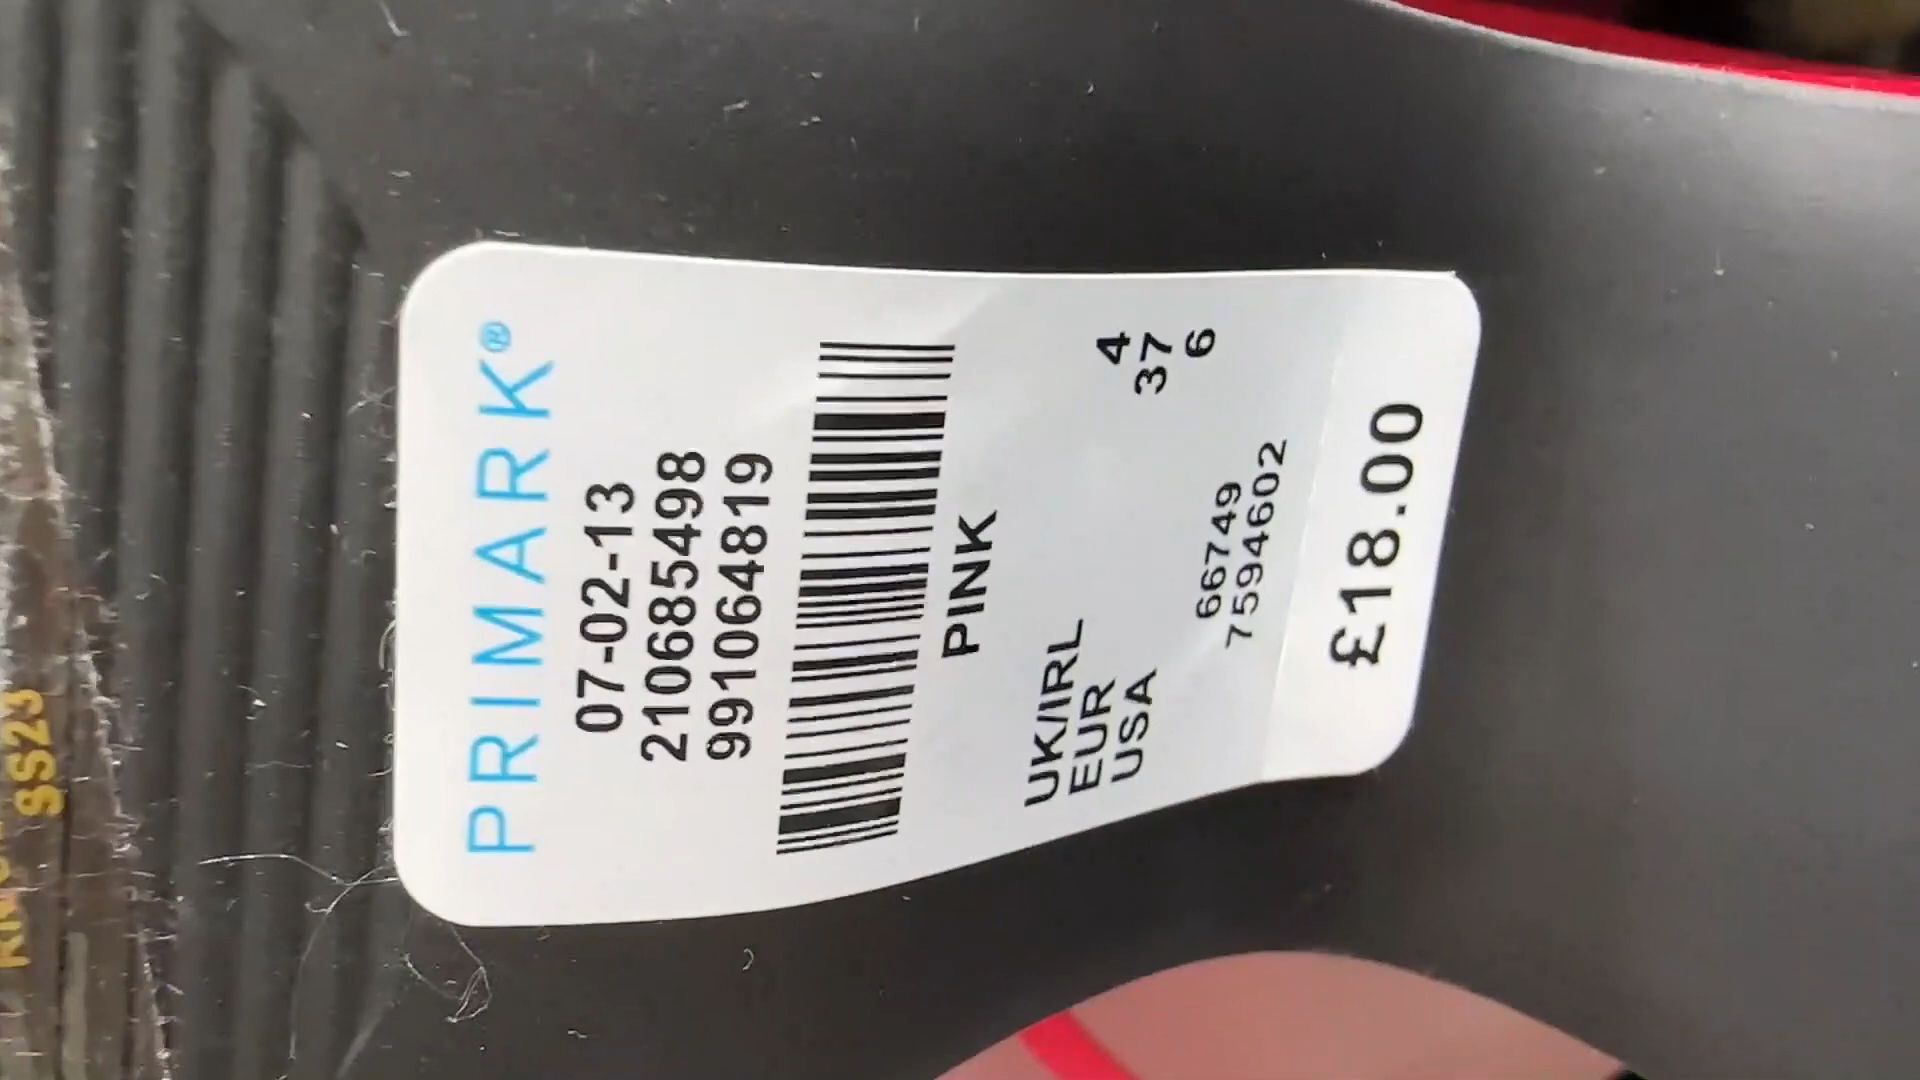 PRIMARK®
07-02-13
210685498
991064819
PINK
UK/IRL 4
EUR 37
USA 6
66749
7594602
£18.00
SS23